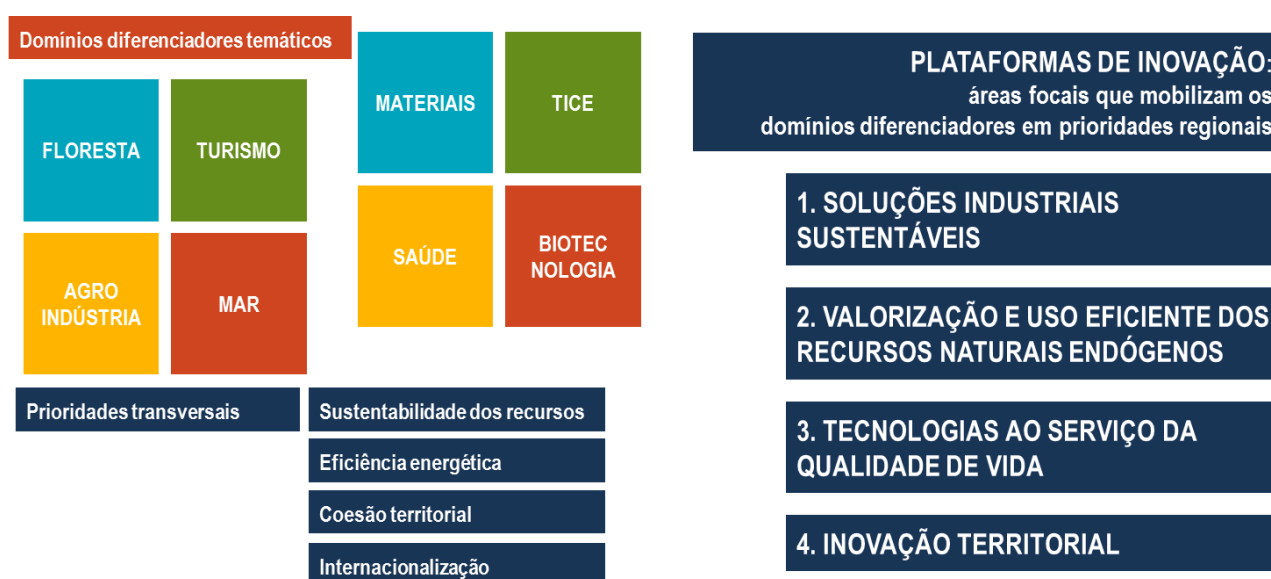 Domínios diferenciadores temáticos
FLORESTA
TURISMO
AGRO
INDÚSTRIA
MAR
MATERIAIS
TICE
SAÚDE
BIOTEC
NOLOGIA
Prioridades transversais
Sustentabilidade dos recursos
Eficiência energética
Coesão territorial
Internacionalização
PLATAFORMAS DE INOVAÇÃO:
áreas focais que mobilizam os
domínios diferenciadores em prioridades regionais
1. SOLUÇÕES INDUSTRIAIS
SUSTENTÁVEIS
2. VALORIZAÇÃO E USO EFICIENTE DOS
RECURSOS NATURAIS ENDÓGENOS
3. TECNOLOGIAS AO SERVIÇO DA
QUALIDADE DE VIDA
4. INOVAÇÃO TERRITORIAL